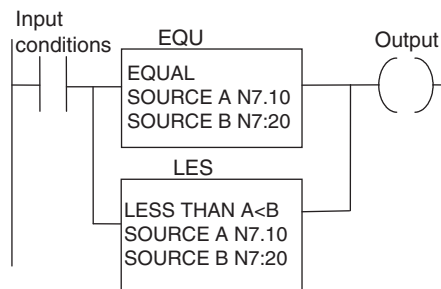 Input
conditions
EQU
Output
EQUAL
SOURCE A N7.10
SOURCE B N7:20
LES
LESS THAN A<B
SOURCE A N7.10
SOURCE B N7:20